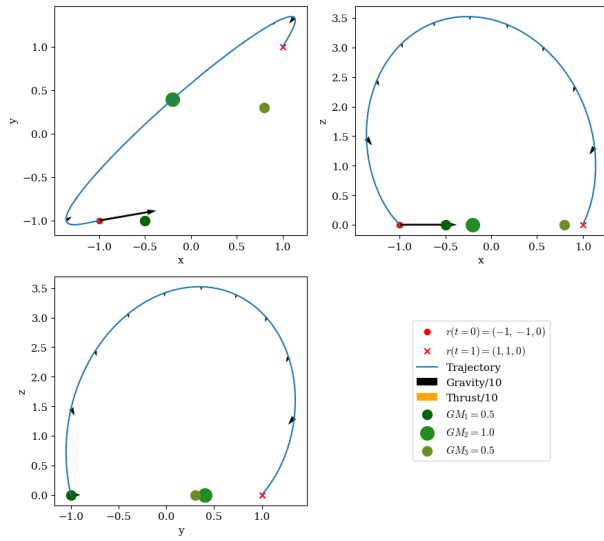 1.0
0.5
0.0
−0.5
−1.0
y
−1.0 −0.5 0.0 0.5 1.0
x
3.5
3.0
2.5
2.0
1.5
1.0
0.5
0.0
z
−1.0 −0.5 0.0 0.5 1.0
x
3.5
3.0
2.5
2.0
1.5
1.0
0.5
0.0
z
−1.0 −0.5 0.0 0.5 1.0
y
r(t = 0) = (−1, −1, 0)
r(t = 1) = (1, 1, 0)
Trajectory
Gravity/10
Thrust/10
GM₁ = 0.5
GM₂ = 1.0
GM₃ = 0.5